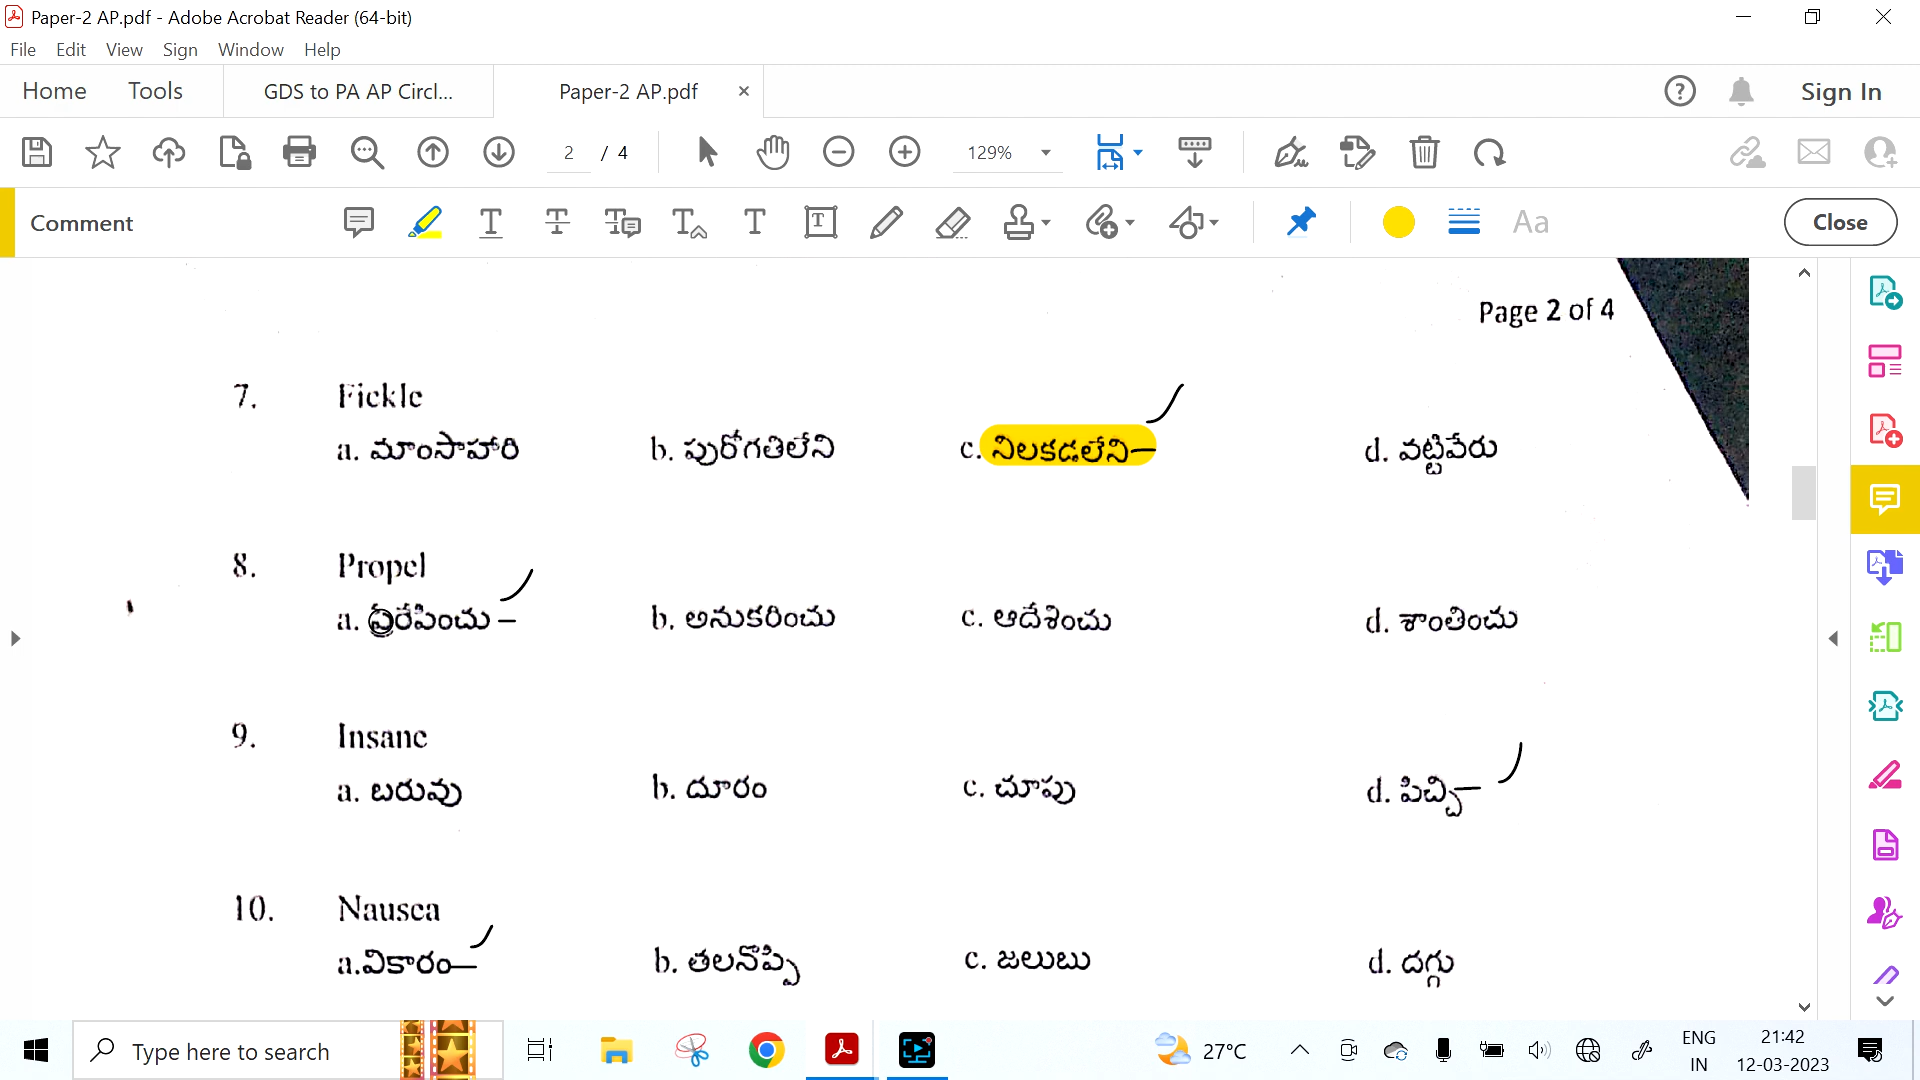 Paper-2 AP.pdf - Adobe Acrobat Reader (64-bit)
File Edit View Sign Window Help
Home Tools GDS to PA AP Circl... Paper-2 AP.pdf × Sign In
2 / 4 129%
Comment Aa Close
Page 2 of 4
7. Fickle
a. మాంసాహారి b. పురోగతిలేని c. నిలకడలేని d. వట్టివేరు
8. Propel
a. ప్రేరేపించు b. అనుకరించు c. ఆదేశించు d. శాంతించు
9. Insane
a. బరువు b. దూరం c. చూపు d. పిచ్చి
10. Nausea
a.వికారం b. తలనొప్పి c. జలుబు d. దగ్గు
Type here to search 27°C ENG 21:42
IN 12-03-2023